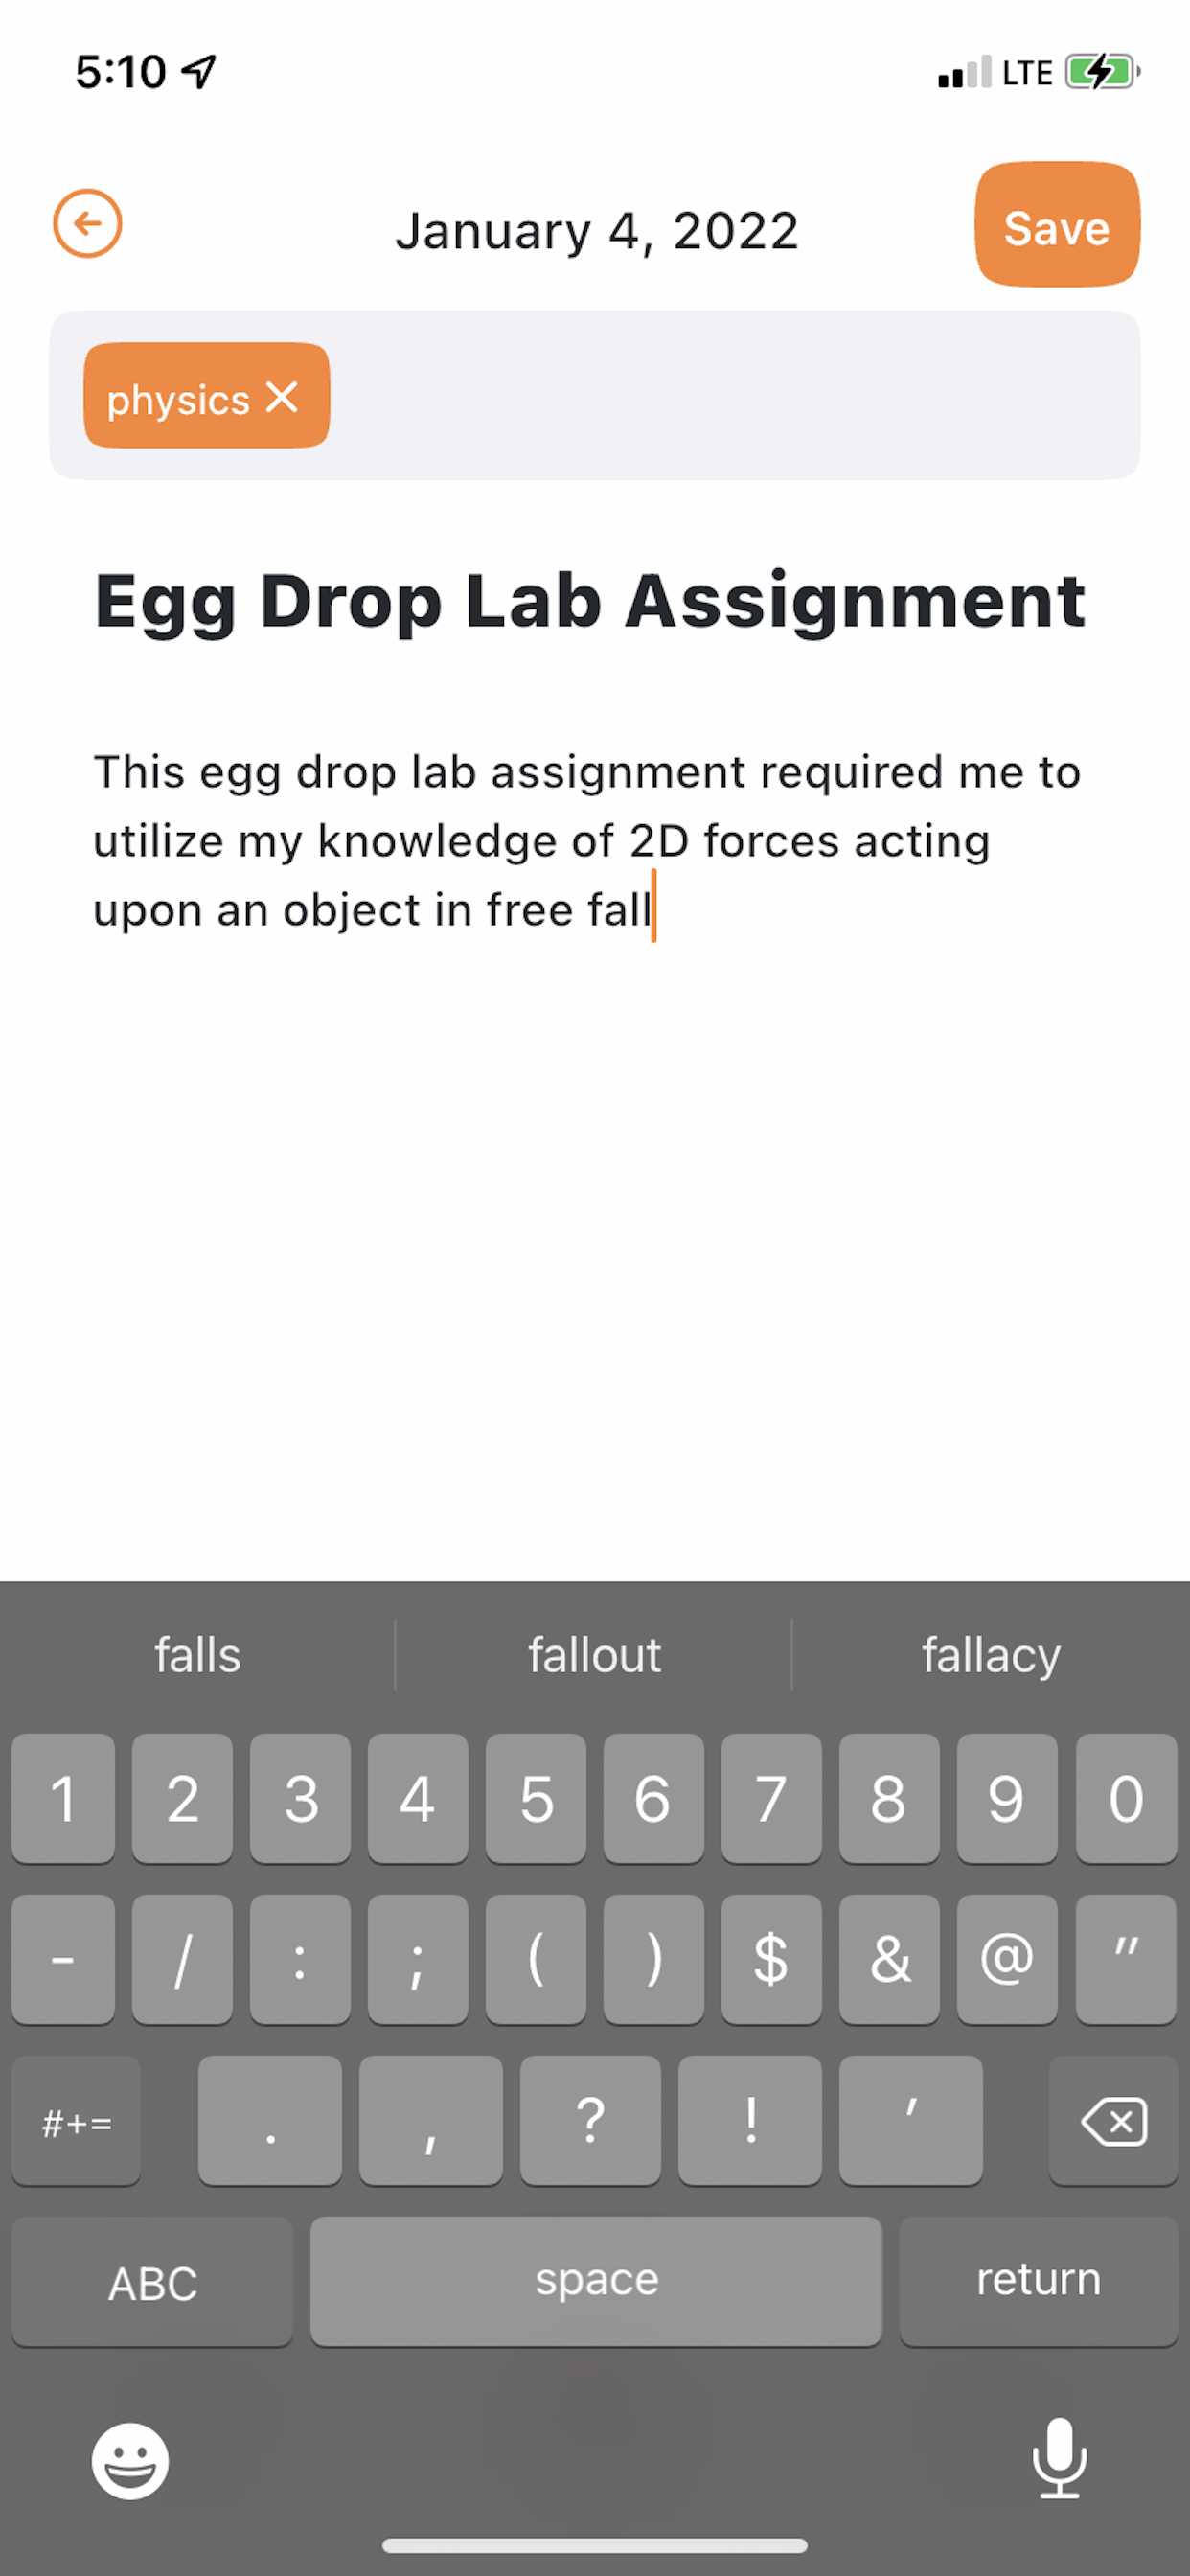 5:10
LTE
January 4, 2022
Save
physics
Egg Drop Lab Assignment
This egg drop lab assignment required me to
utilize my knowledge of 2D forces acting
upon an object in free fall
falls fallout fallacy
1 2 3 4 5 6 7 8 9 0
- / : ; ( ) $ & @ "
#+= . , ? ! '
ABC space return